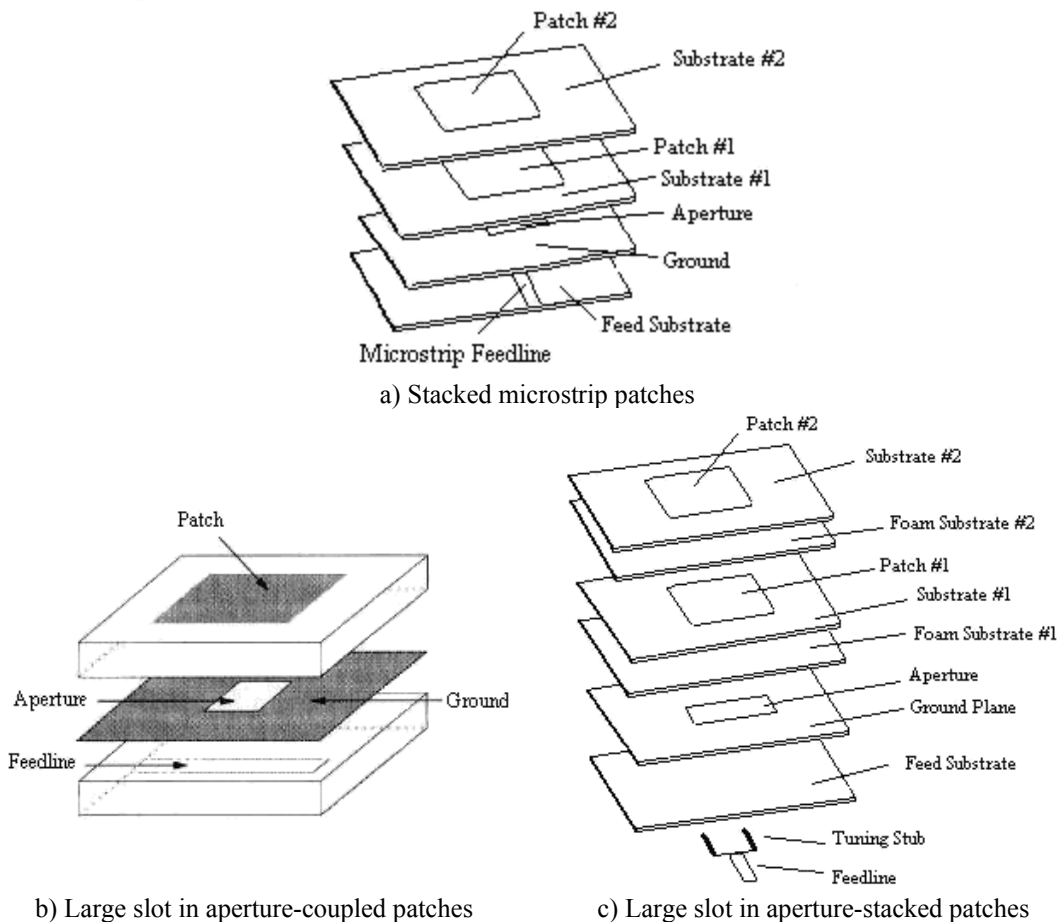 Patch #2
Substrate #2
Patch #1
Substrate #1
Aperture
Ground
Feed Substrate
Microstrip Feedline
a) Stacked microstrip patches
Patch
Aperture
Ground
Feedline
b) Large slot in aperture-coupled patches
Patch #2
Substrate #2
Foam Substrate #2
Patch #1
Substrate #1
Foam Substrate #1
Aperture
Ground Plane
Feed Substrate
Tuning Stub
Feedline
c) Large slot in aperture-stacked patches